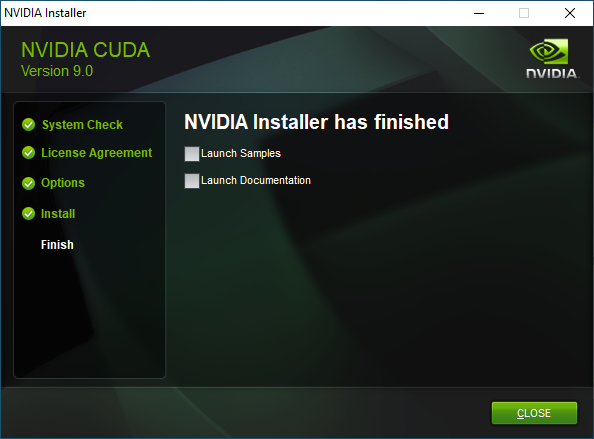 NVIDIA Installer
NVIDIA CUDA
Version 9.0
NVIDIA.
System Check
License Agreement
Options
Install
Finish
NVIDIA Installer has finished
Launch Samples
Launch Documentation
CLOSE